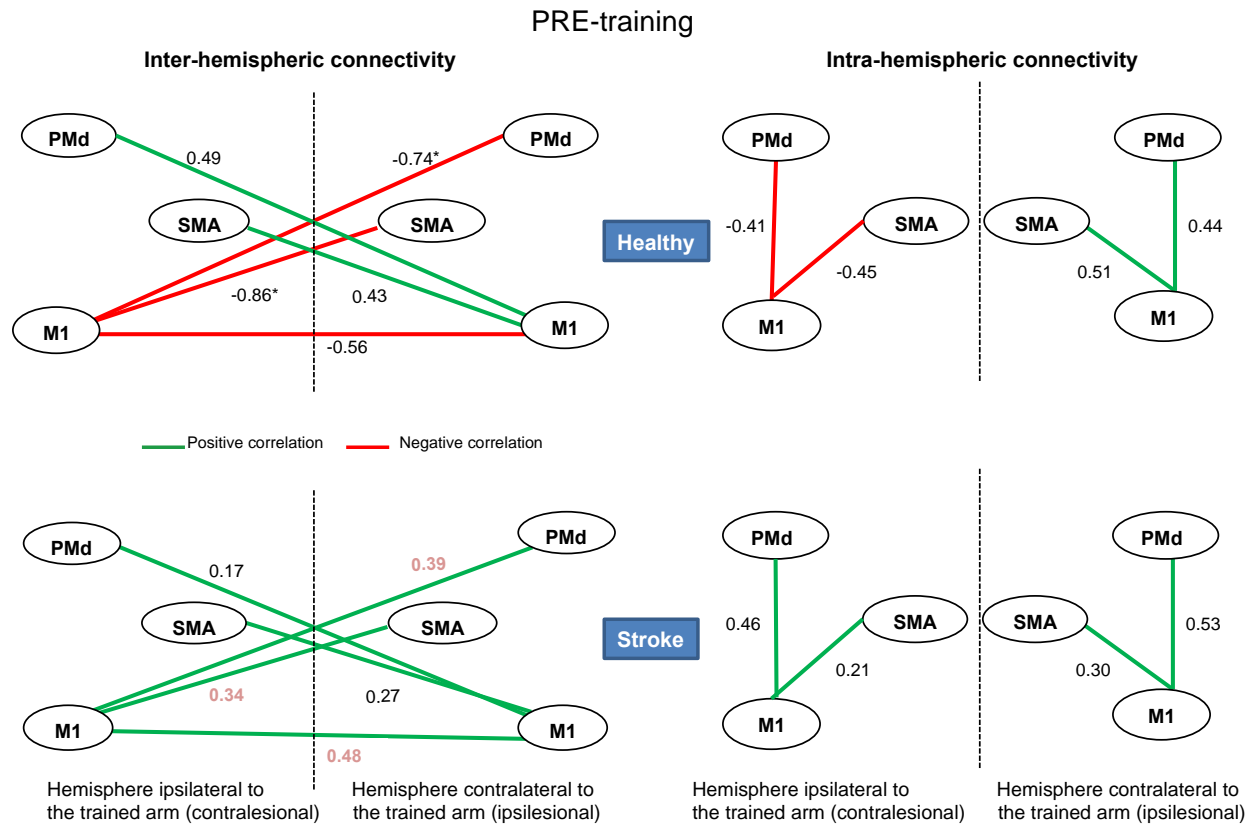 PRE-training
Inter-hemispheric connectivity
Intra-hemispheric connectivity
PMd
PMd
0.49
-0.74*
SMA
SMA
-0.86*
0.43
M1
M1
-0.56
Healthy
PMd
PMd
-0.41
SMA
SMA
0.44
-0.45
0.51
M1
M1
Positive correlation
Negative correlation
PMd
PMd
0.17
0.39
SMA
SMA
0.34
0.27
M1
M1
0.48
Stroke
PMd
PMd
0.46
SMA
SMA
0.53
0.21
0.30
M1
M1
Hemisphere ipsilateral to
the trained arm (contralesional)
Hemisphere contralateral to
the trained arm (ipsilesional)
Hemisphere ipsilateral to
the trained arm (contralesional)
Hemisphere contralateral to
the trained arm (ipsilesional)